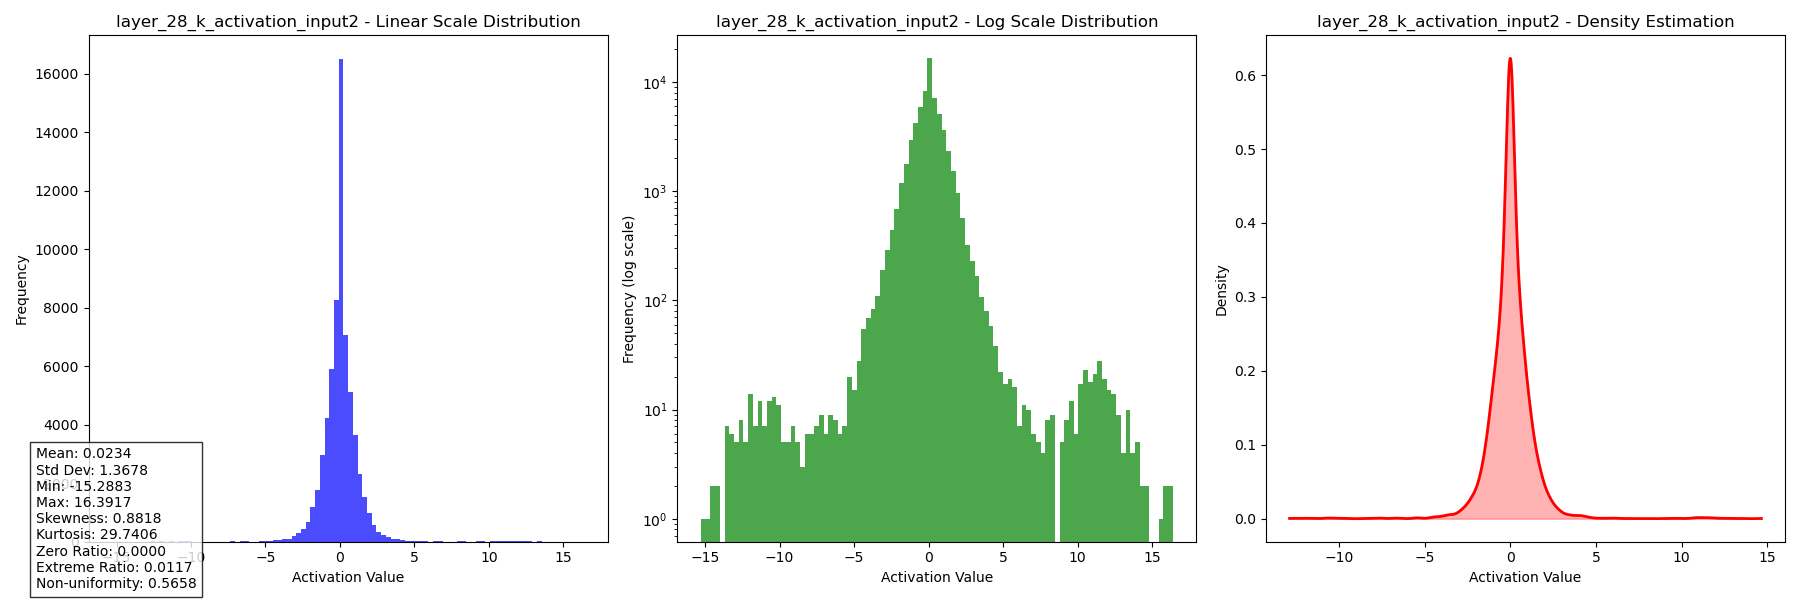 layer_28_k_activation_input2 - Linear Scale Distribution
Frequency
16000
14000
12000
10000
8000
6000
4000
Mean: 0.0234
Std Dev: 1.3678
Min: -15.2883
Max: 16.3917
Skewness: 0.8818
Kurtosis: 29.7406
Zero Ratio: 0.0000
Extreme Ratio: 0.0117
Non-uniformity: 0.5658
−5 0 5 10 15
Activation Value
layer_28_k_activation_input2 - Log Scale Distribution
Frequency (log scale)
10⁴
10³
10²
10¹
10⁰
−15 −10 −5 0 5 10 15
Activation Value
layer_28_k_activation_input2 - Density Estimation
Density
0.6
0.5
0.4
0.3
0.2
0.1
0.0
−10 −5 0 5 10 15
Activation Value